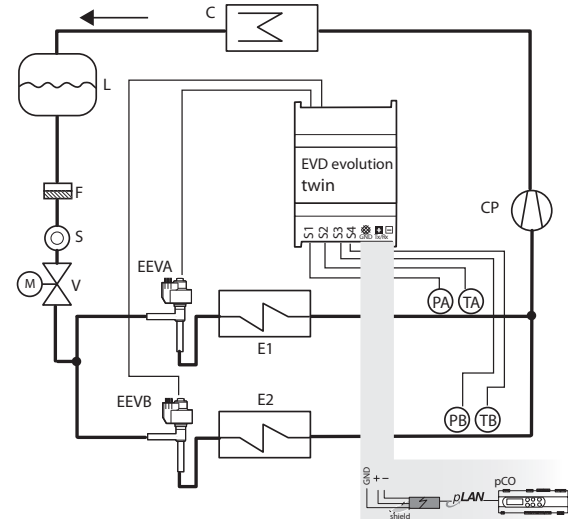 C
L
EVD evolution
twin
F
CP
S
S1 S2 S3 S4 GND Tx/Rx
EEVA
M V
PA TA
E1
EEVB
E2
PB TB
GND
+ –
pCO
pLAN
shield